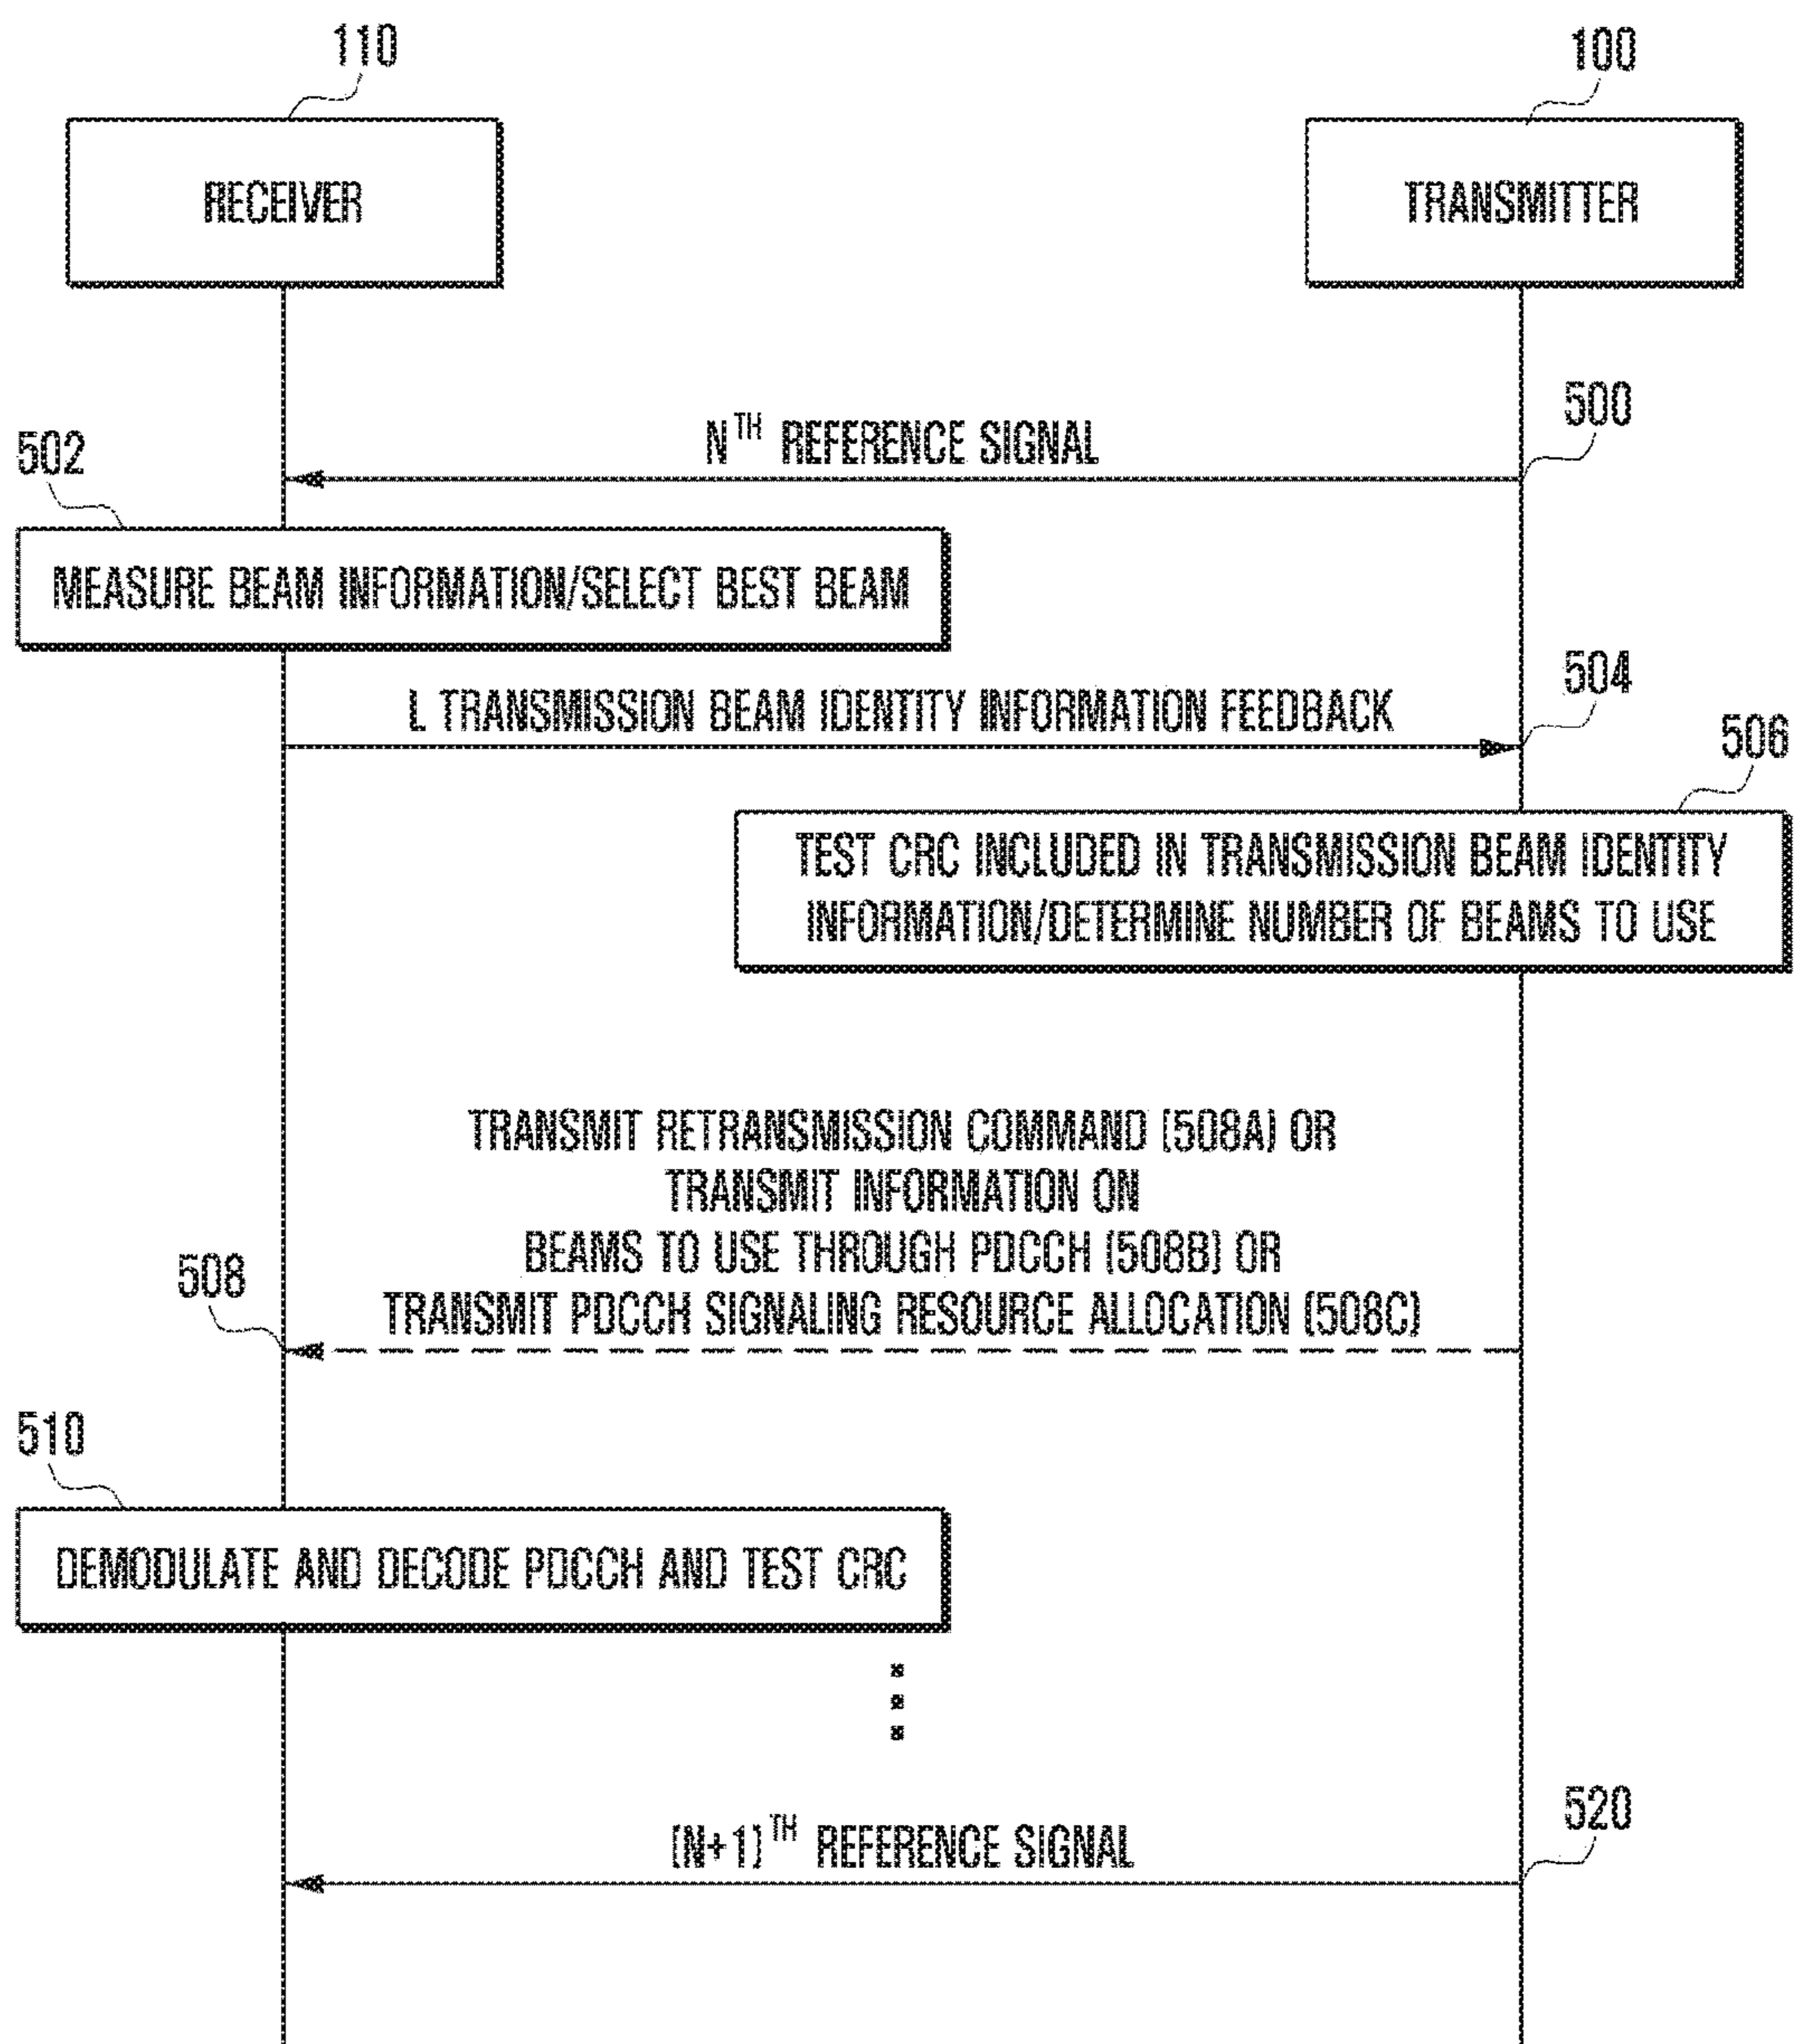 110
100
RECEIVER
TRANSMITTER
500
NTH REFERENCE SIGNAL
502
MEASURE BEAM INFORMATION/SELECT BEST BEAM
504
L TRANSMISSION BEAM IDENTITY INFORMATION FEEDBACK
506
TEST CRC INCLUDED IN TRANSMISSION BEAM IDENTITY
INFORMATION/DETERMINE NUMBER OF BEAMS TO USE
TRANSMIT RETRANSMISSION COMMAND (508A) OR
TRANSMIT INFORMATION ON
BEAMS TO USE THROUGH PDCCH (508B) OR
508
TRANSMIT PDCCH SIGNALING RESOURCE ALLOCATION (508C)
510
DEMODULATE AND DECODE PDCCH AND TEST CRC
520
(N+1)TH REFERENCE SIGNAL